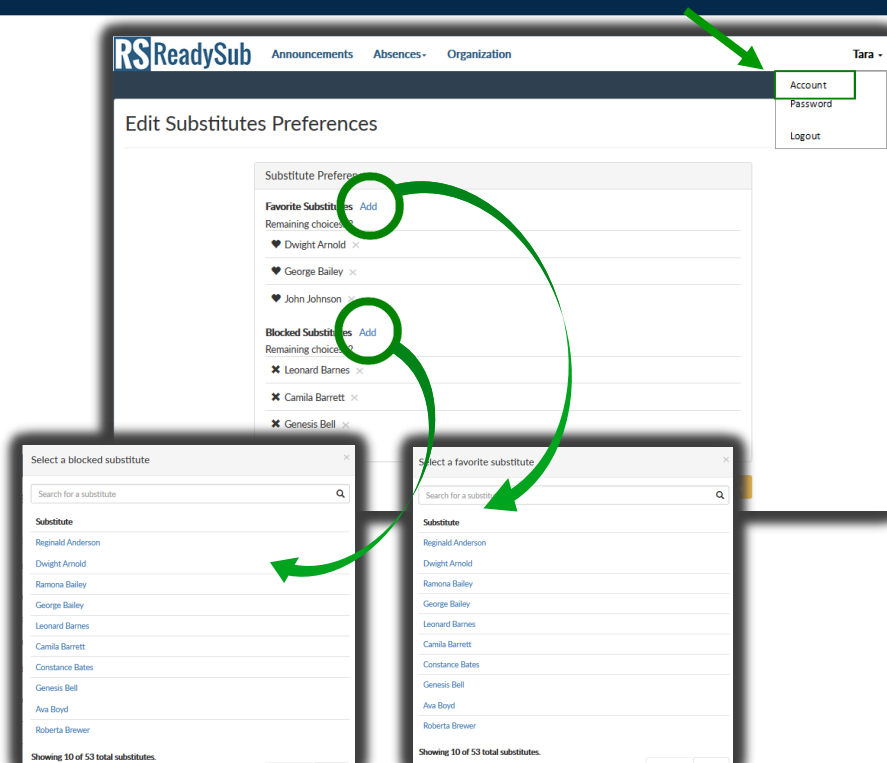 RS ReadySub Announcements Absences Organization Tara
Account
Password
Logout
Edit Substitutes Preferences
Substitute
Favorite Substitutes Add
Remaining choices:
Dwight Arnold ×
George Bailey ×
John Johnson ×
Blocked Substitutes Add
Remaining choices:
Leonard Barnes ×
Camila Barrett ×
Genesis Bell ×
Select a blocked substitute ×
Search for a substitute
Substitute
Reginald Anderson
Dwight Arnold
Ramona Bailey
George Bailey
Leonard Barnes
Camila Barrett
Constance Bates
Genesis Bell
Ava Boyd
Roberta Brewer
Showing 10 of 53 total substitutes.
Select a favorite substitute ×
Search for a substitute
Substitute
Reginald Anderson
Dwight Arnold
Ramona Bailey
George Bailey
Leonard Barnes
Camila Barrett
Constance Bates
Genesis Bell
Ava Boyd
Roberta Brewer
Showing 10 of 53 total substitutes.